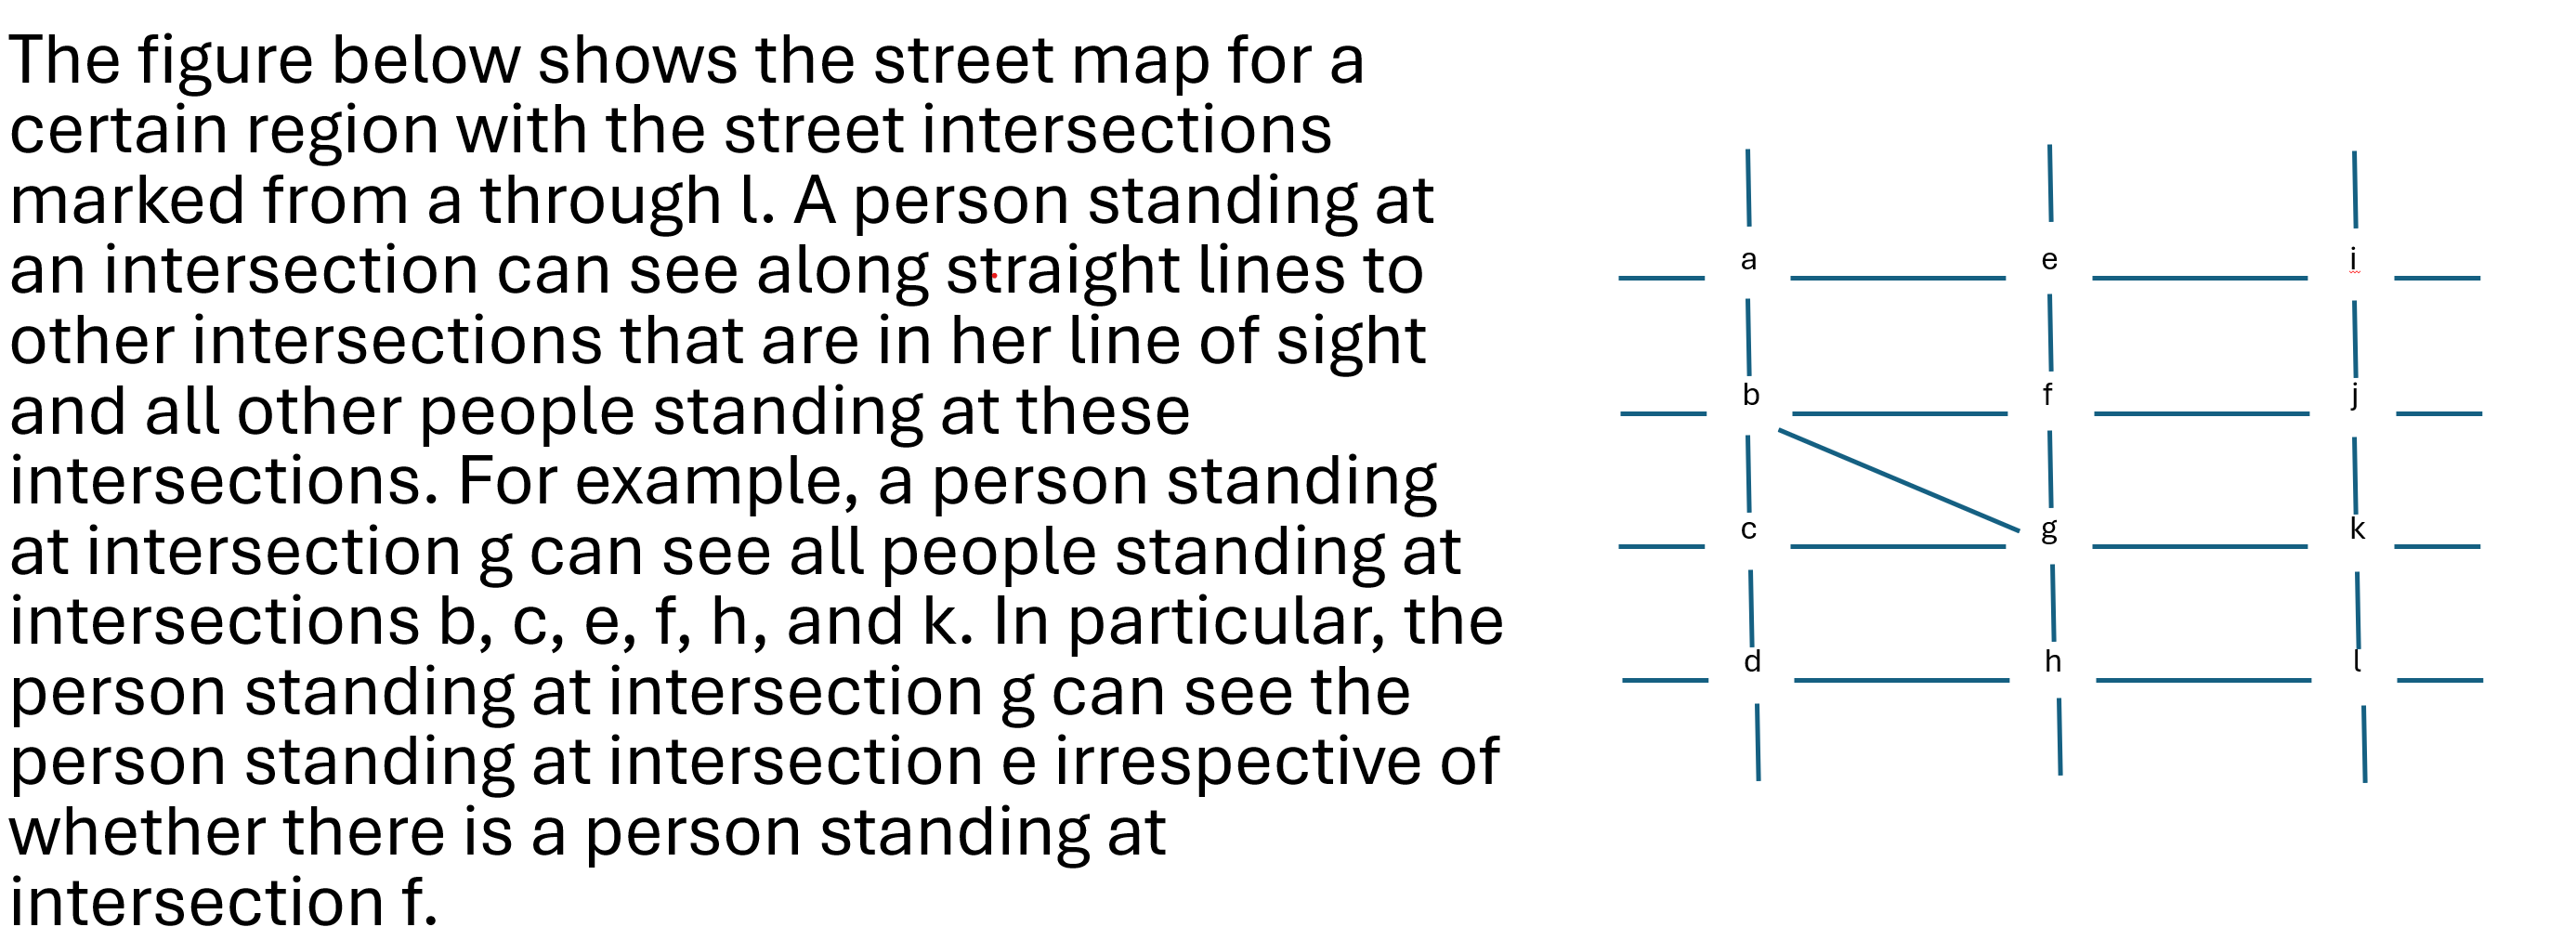 The figure below shows the street map for a
certain region with the street intersections
marked from a through l. A person standing at
an intersection can see along straight lines to
other intersections that are in her line of sight
and all other people standing at these
intersections. For example, a person standing
at intersection g can see all people standing at
intersections b, c, e, f, h, and k. In particular, the
person standing at intersection g can see the
person standing at intersection e irrespective of
whether there is a person standing at
intersection f.
a e i
b f j
c g k
d h l